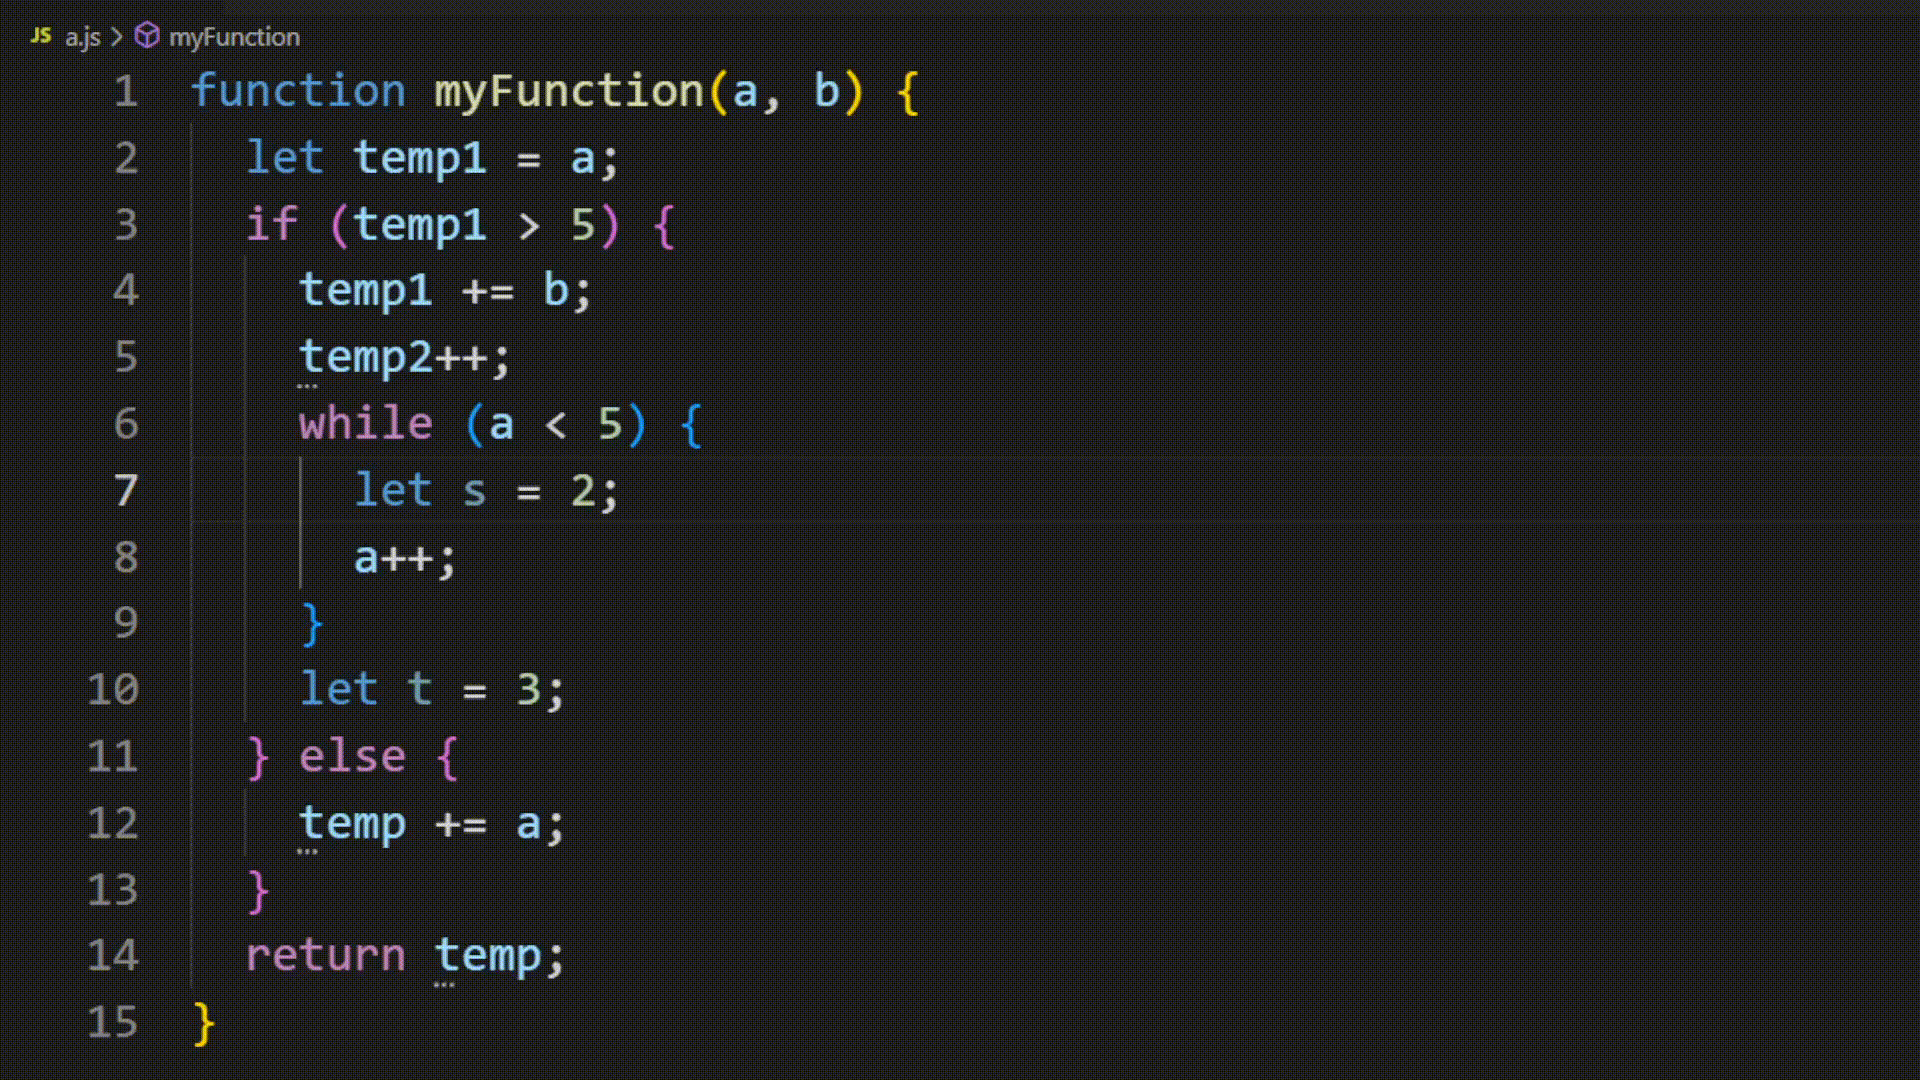 JS a.js > myFunction
1 function myFunction(a, b) {
2   let temp1 = a;
3   if (temp1 > 5) {
4     temp1 += b;
5     temp2++;
6     while (a < 5) {
7       let s = 2;
8       a++;
9     }
10     let t = 3;
11   } else {
12     temp += a;
13   }
14   return temp;
15 }